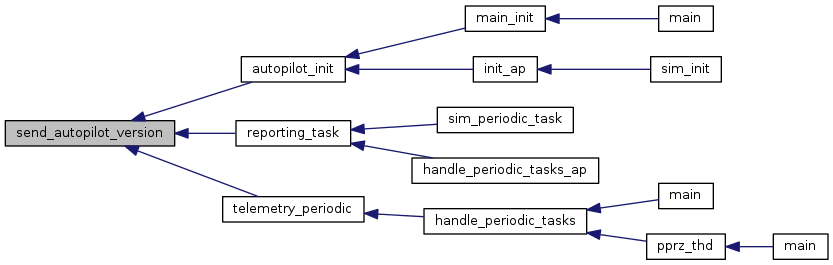 main_init
main
autopilot_init
init_ap
sim_init
send_autopilot_version
reporting_task
sim_periodic_task
handle_periodic_tasks_ap
telemetry_periodic
handle_periodic_tasks
main
pprz_thd
main